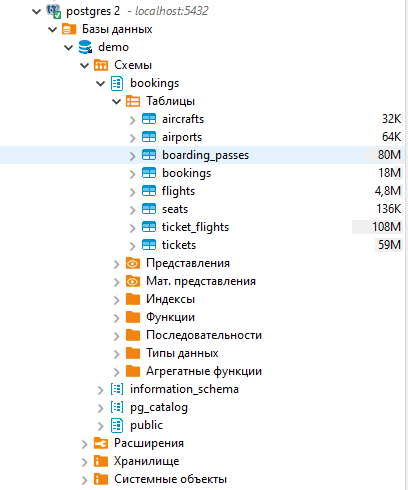 postgres 2 - localhost:5432
Базы данных
demo
Схемы
bookings
Таблицы
aircrafts 32K
airports 64K
boarding_passes 80M
bookings 18M
flights 4,8M
seats 136K
ticket_flights 108M
tickets 59M
Представления
Мат. представления
Индексы
Функции
Последовательности
Типы данных
Агрегатные функции
information_schema
pg_catalog
public
Расширения
Хранилище
Системные объекты